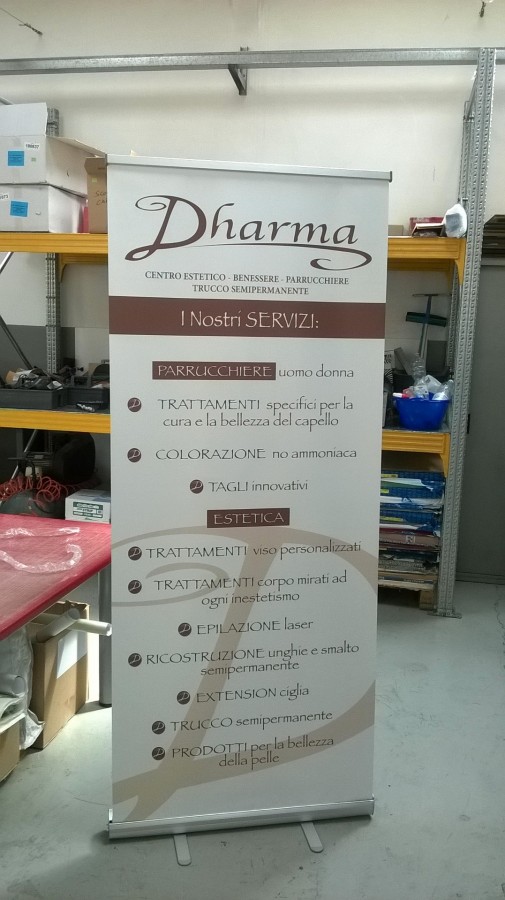 Dharma
CENTRO ESTETICO - BENESSERE - PARRUCCHIERE
TRUCCO SEMIPERMANENTE
I Nostri SERVIZI:
PARRUCCHIERE uomo donna
TRATTAMENTI specifici per la
cura e la bellezza del capello
COLORAZIONE no ammoniaca
TAGLI innovativi
ESTETICA
TRATTAMENTI viso personalizzati
TRATTAMENTI corpo mirati ad
ogni inestetismo
EPILAZIONE laser
RICOSTRUZIONE unghie e smalto
semipermanente
EXTENSION ciglia
TRUCCO semipermanente
PRODOTTI per la bellezza
della pelle